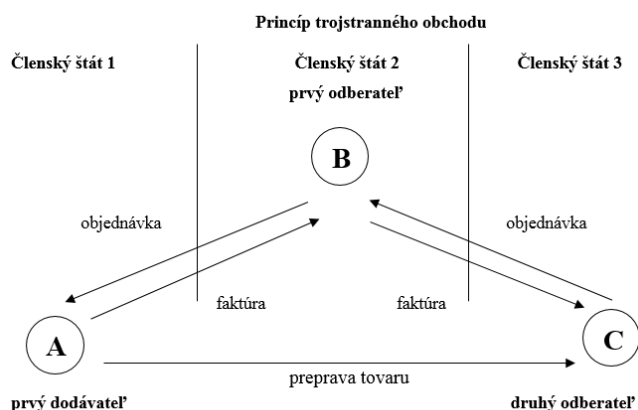 Princíp trojstranného obchodu
Členský štát 1
Členský štát 2
Členský štát 3
prvý odberateľ
B
objednávka
objednávka
faktúra
faktúra
A
C
preprava tovaru
prvý dodávateľ
druhý odberateľ